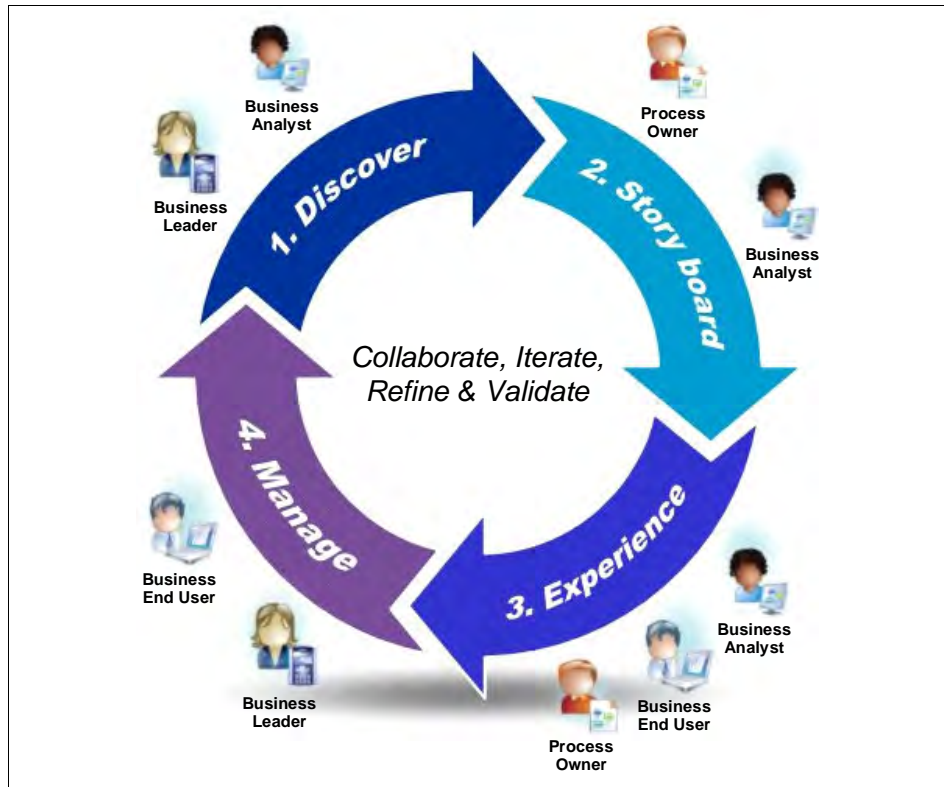 Business
Analyst
Business
Leader
1. Discover
Process
Owner
2. Story board
Business
Analyst
Collaborate, Iterate,
Refine & Validate
3. Experience
Business
Analyst
Business
End User
Process
Owner
4. Manage
Business
End User
Business
Leader